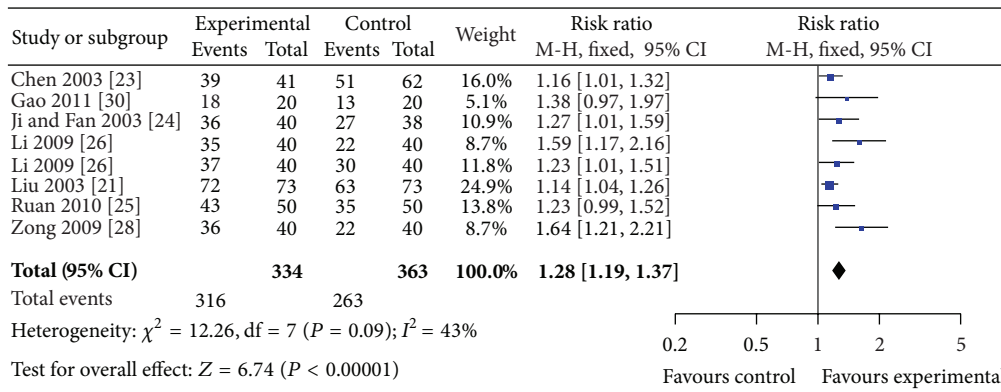 Study or subgroup Experimental Control Weight Risk ratio Risk ratio
Events Total Events Total M-H, fixed, 95% CI M-H, fixed, 95% CI
Chen 2003 [23] 39 41 51 62 16.0% 1.16 [1.01, 1.32]
Gao 2011 [30] 18 20 13 20 5.1% 1.38 [0.97, 1.97]
Ji and Fan 2003 [24] 36 40 27 38 10.9% 1.27 [1.01, 1.59]
Li 2009 [26] 35 40 22 40 8.7% 1.59 [1.17, 2.16]
Li 2009 [26] 37 40 30 40 11.8% 1.23 [1.01, 1.51]
Liu 2003 [21] 72 73 63 73 24.9% 1.14 [1.04, 1.26]
Ruan 2010 [25] 43 50 35 50 13.8% 1.23 [0.99, 1.52]
Zong 2009 [28] 36 40 22 40 8.7% 1.64 [1.21, 2.21]
Total (95% CI) 334 363 100.0% 1.28 [1.19, 1.37]
Total events 316 263
Heterogeneity: χ² = 12.26, df = 7 (P = 0.09); I² = 43%
Test for overall effect: Z = 6.74 (P < 0.00001)
0.2 0.5 1 2 5
Favours control Favours experimenta